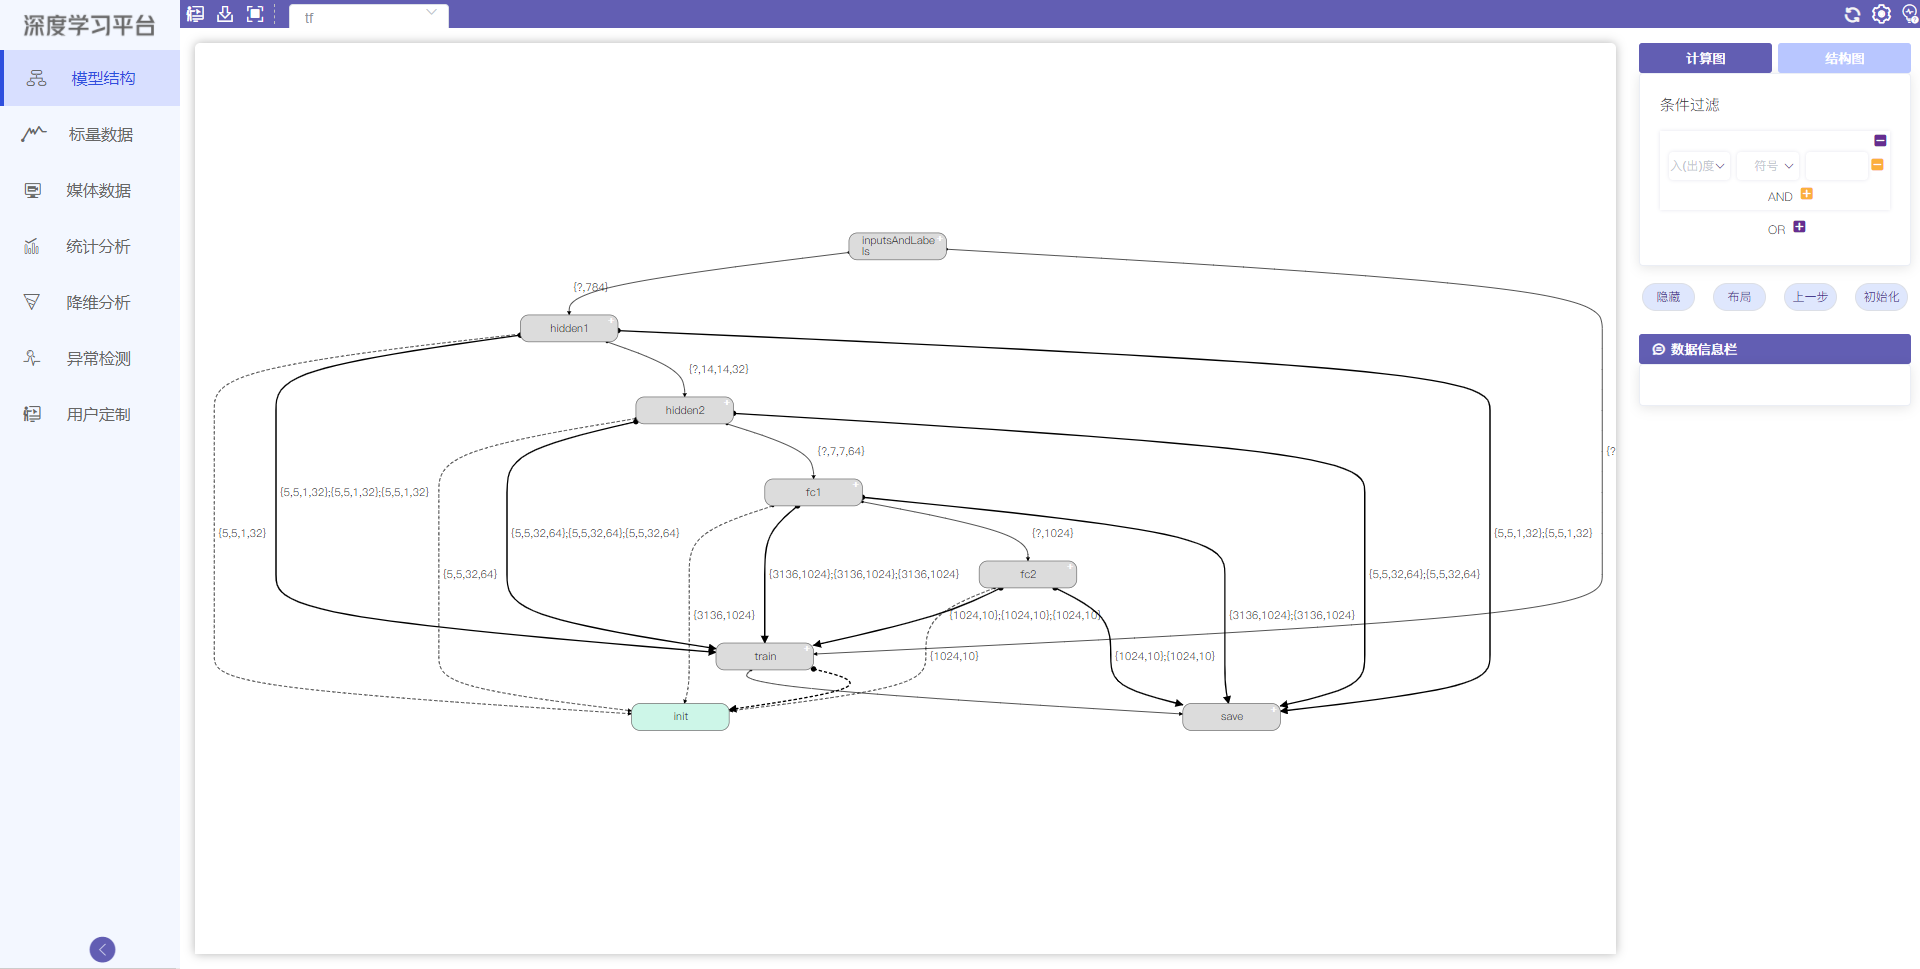 深度学习平台
tf
模型结构
标量数据
媒体数据
统计分析
降维分析
异常检测
用户定制
inputsAndLabe
ls
{?,784}
hidden1
{?,14,14,32}
hidden2
{?,7,7,64}
{?
{5,5,1,32};{5,5,1,32};{5,5,1,32}
fc1
{5,5,1,32}
{5,5,32,64};{5,5,32,64};{5,5,32,64}
{?,1024}
{5,5,1,32};{5,5,1,32}
{5,5,32,64}
{3136,1024};{3136,1024};{3136,1024}
fc2
{5,5,32,64};{5,5,32,64}
{3136,1024}
{1024,10};{1024,10};{1024,10}
{3136,1024};{3136,1024}
train
{1024,10}
{1024,10};{1024,10}
init
save
计算图
结构图
条件过滤
入(出)度
符号
AND
OR
隐藏
布局
上一步
初始化
数据信息栏